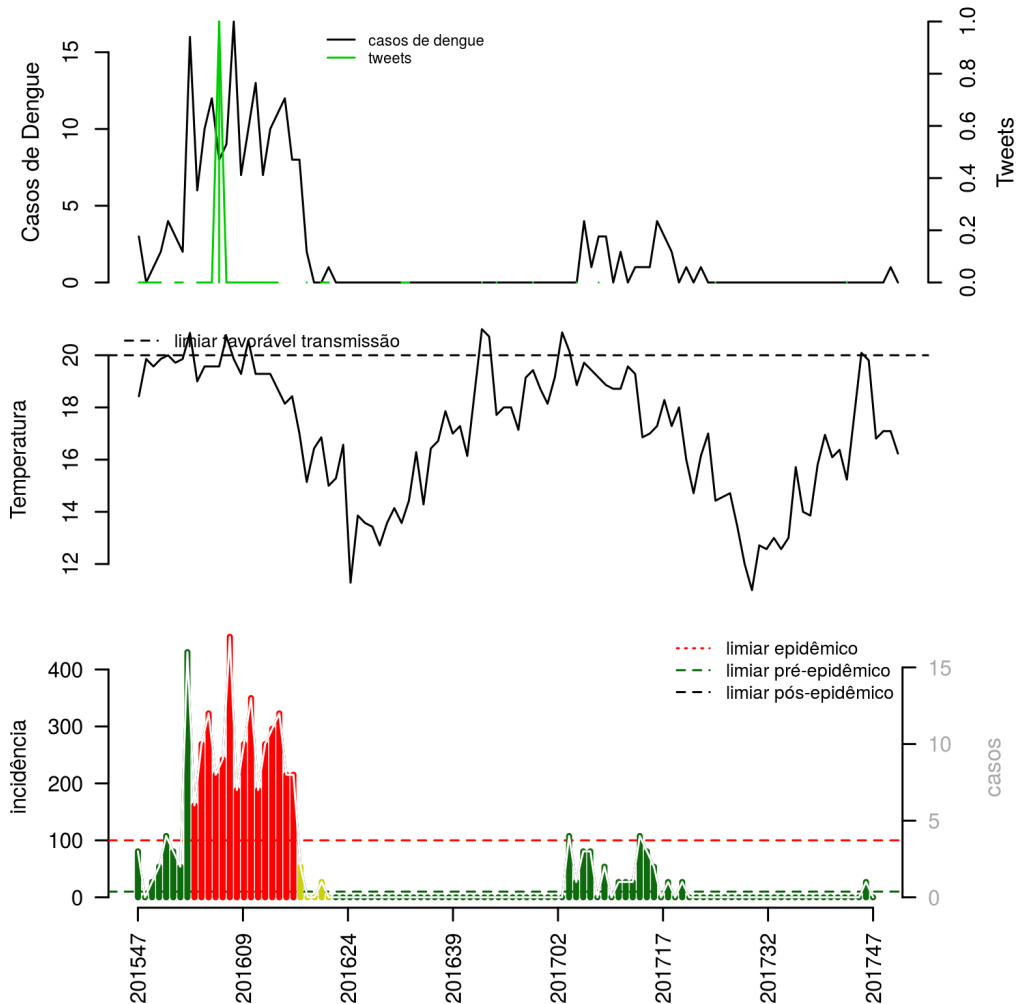 casos de dengue
tweets
Casos de Dengue
0 5 10 15
Tweets
0.0 0.2 0.4 0.6 0.8 1.0
limiar favorável transmissão
Temperatura
12 14 16 18 20
limiar epidêmico
limiar pré-epidêmico
limiar pós-epidêmico
incidência
0 100 200 300 400
casos
0 5 10 15
201547 201609 201624 201639 201702 201717 201732 201747